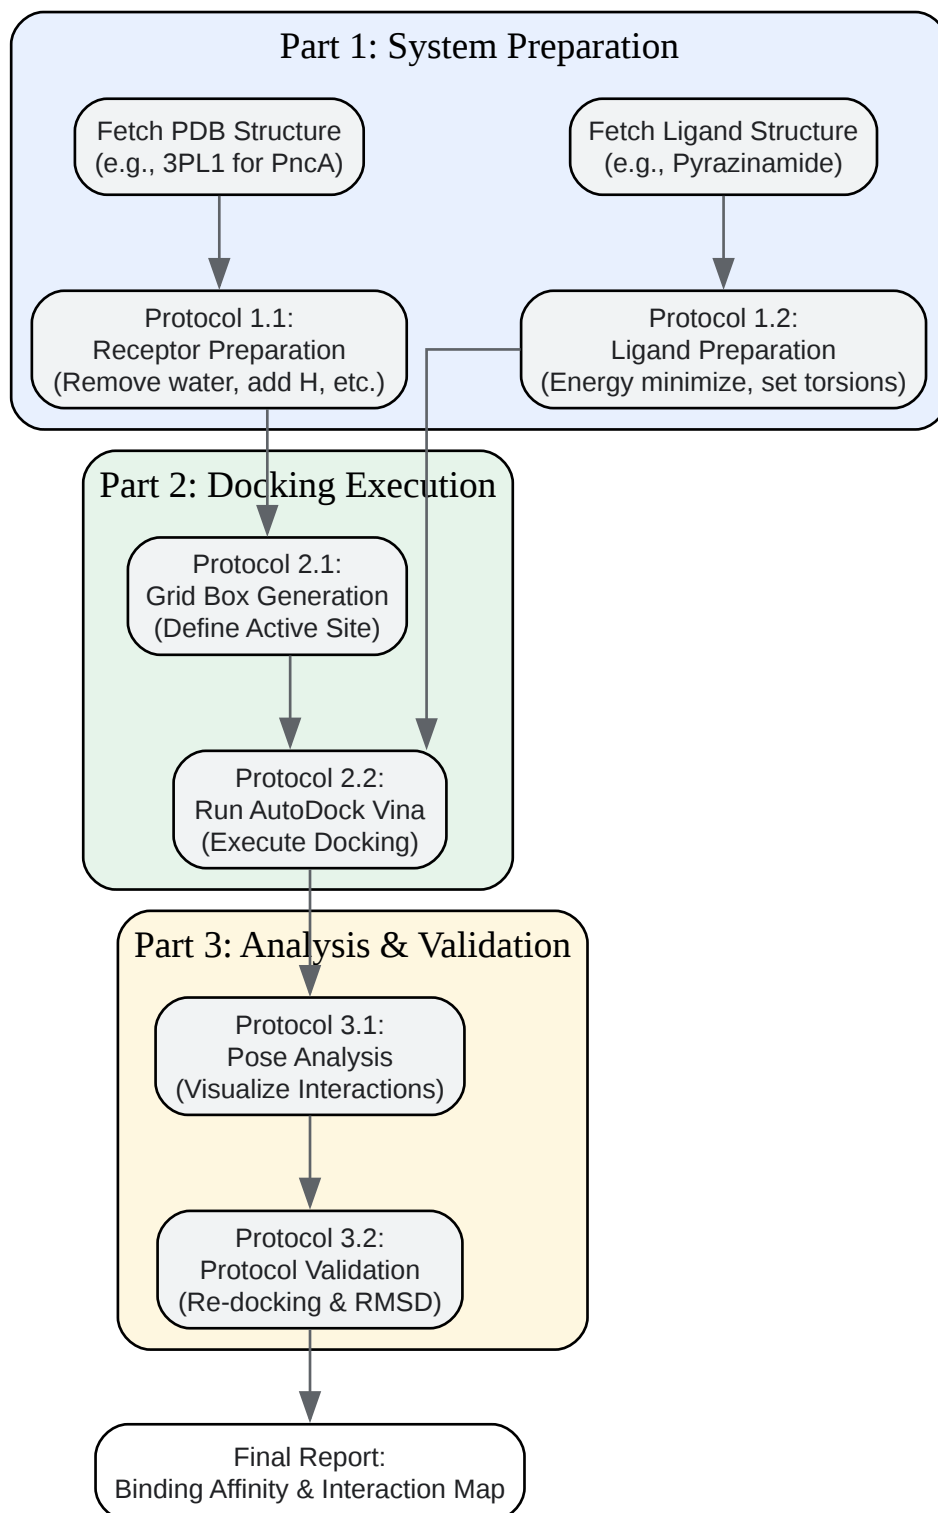 Part 1: System Preparation
Fetch PDB Structure
(e.g., 3PL1 for PncA)
Fetch Ligand Structure
(e.g., Pyrazinamide)
Protocol 1.1:
Receptor Preparation
(Remove water, add H, etc.)
Protocol 1.2:
Ligand Preparation
(Energy minimize, set torsions)
Part 2: Docking Execution
Protocol 2.1:
Grid Box Generation
(Define Active Site)
Protocol 2.2:
Run AutoDock Vina
(Execute Docking)
Part 3: Analysis & Validation
Protocol 3.1:
Pose Analysis
(Visualize Interactions)
Protocol 3.2:
Protocol Validation
(Re-docking & RMSD)
Final Report:
Binding Affinity & Interaction Map